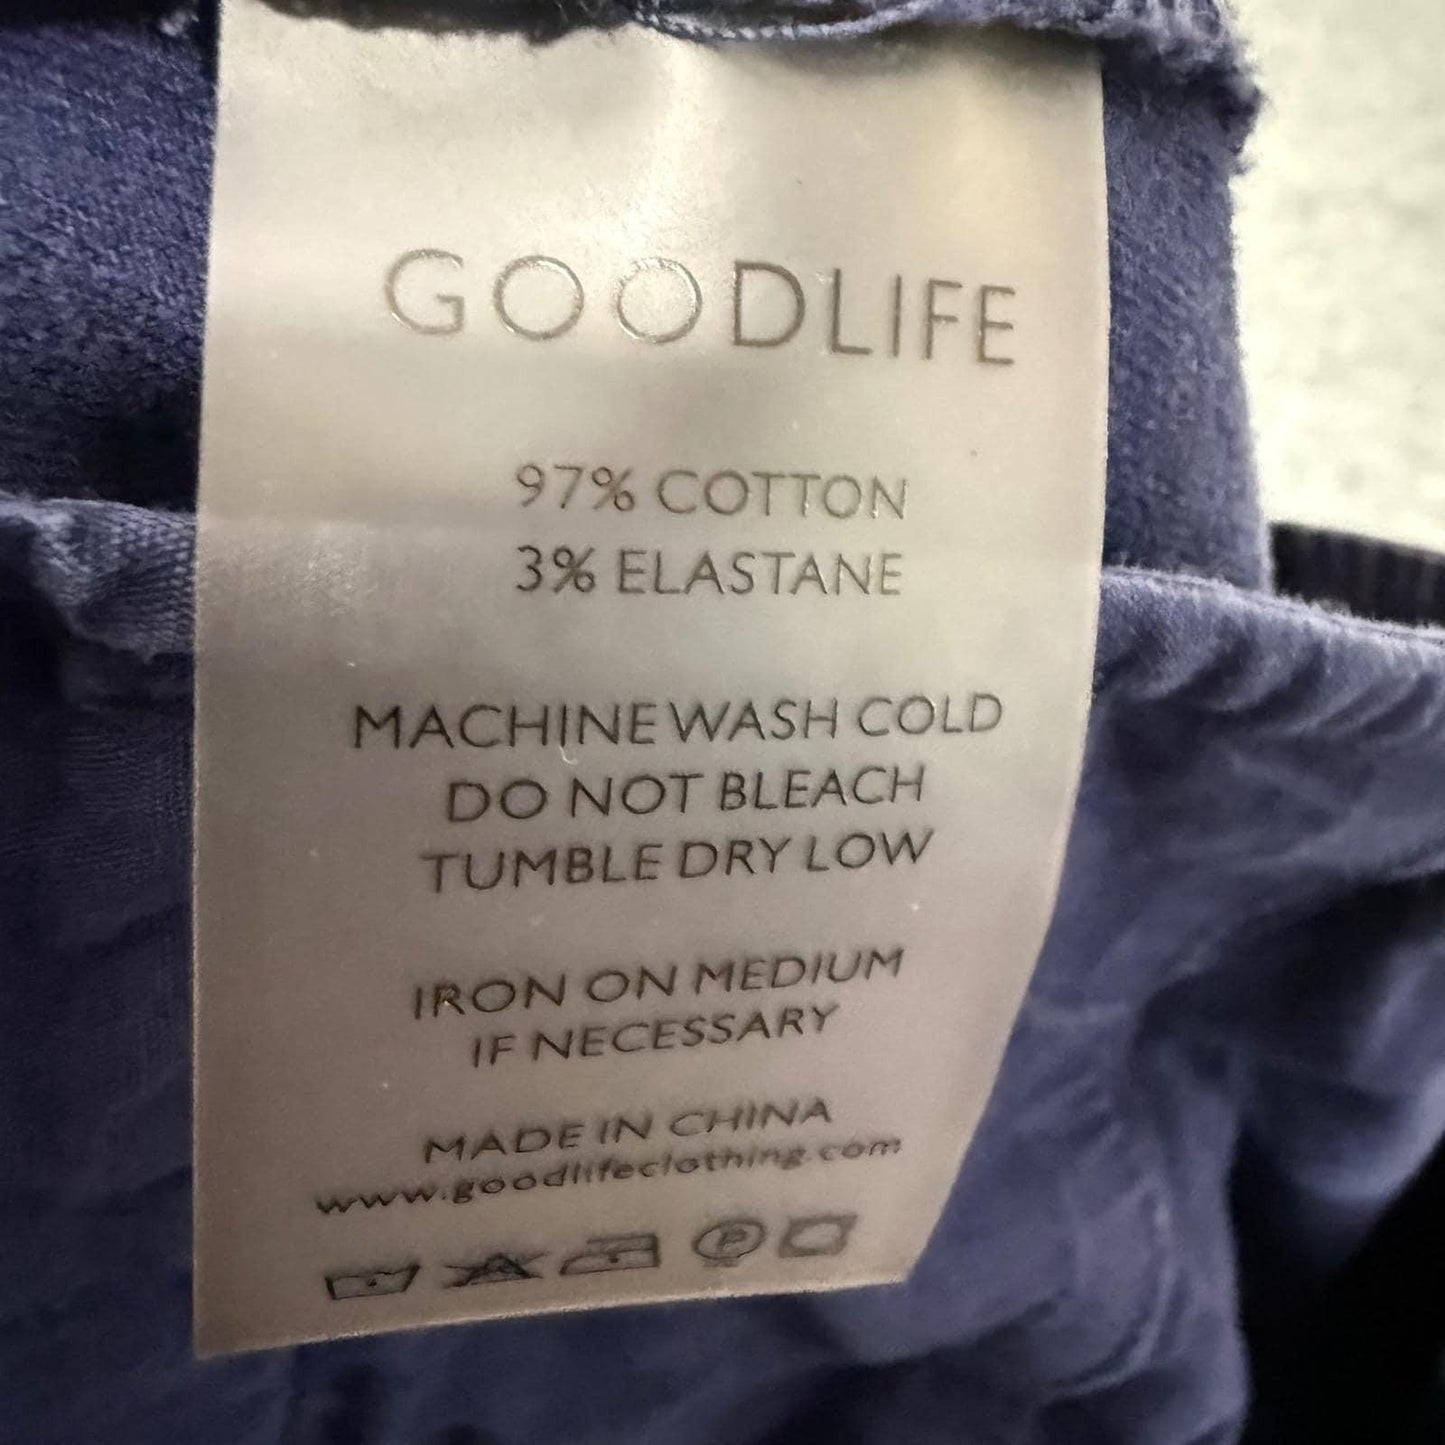 GOODLIFE
97% COTTON
3% ELASTANE
MACHINE WASH COLD
DO NOT BLEACH
TUMBLE DRY LOW
IRON ON MEDIUM
IF NECESSARY
MADE IN CHINA
www.goodlifeclothing.com
P